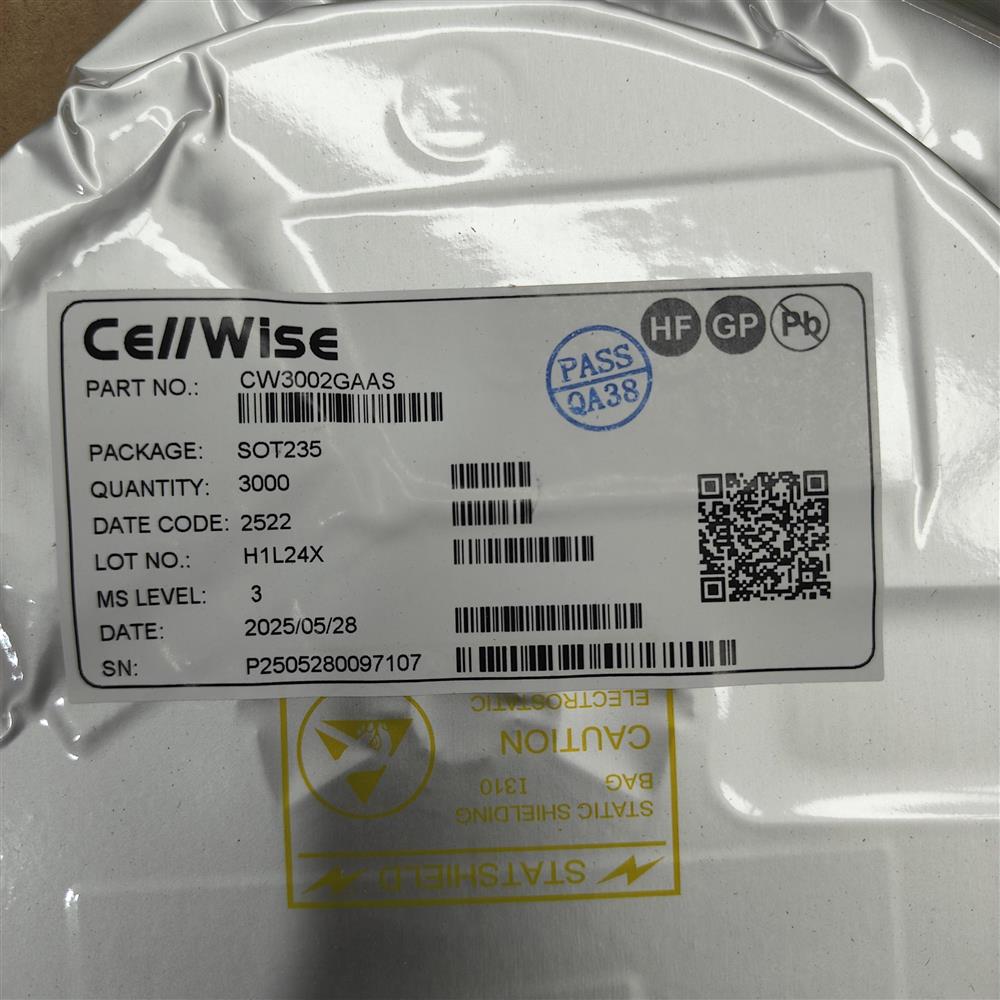 M
CellWise
HF GP Pb
PASS
QA38
PART NO.: CW3002GAAS
PACKAGE: SOT235
QUANTITY: 3000
DATE CODE: 2522
LOT NO.: H1L24X
MS LEVEL: 3
DATE: 2025/05/28
SN: P2505280097107
ELECTROSTATIC
CAUTION
BAG 1310
STATIC SHIELDING
STATSHIELD